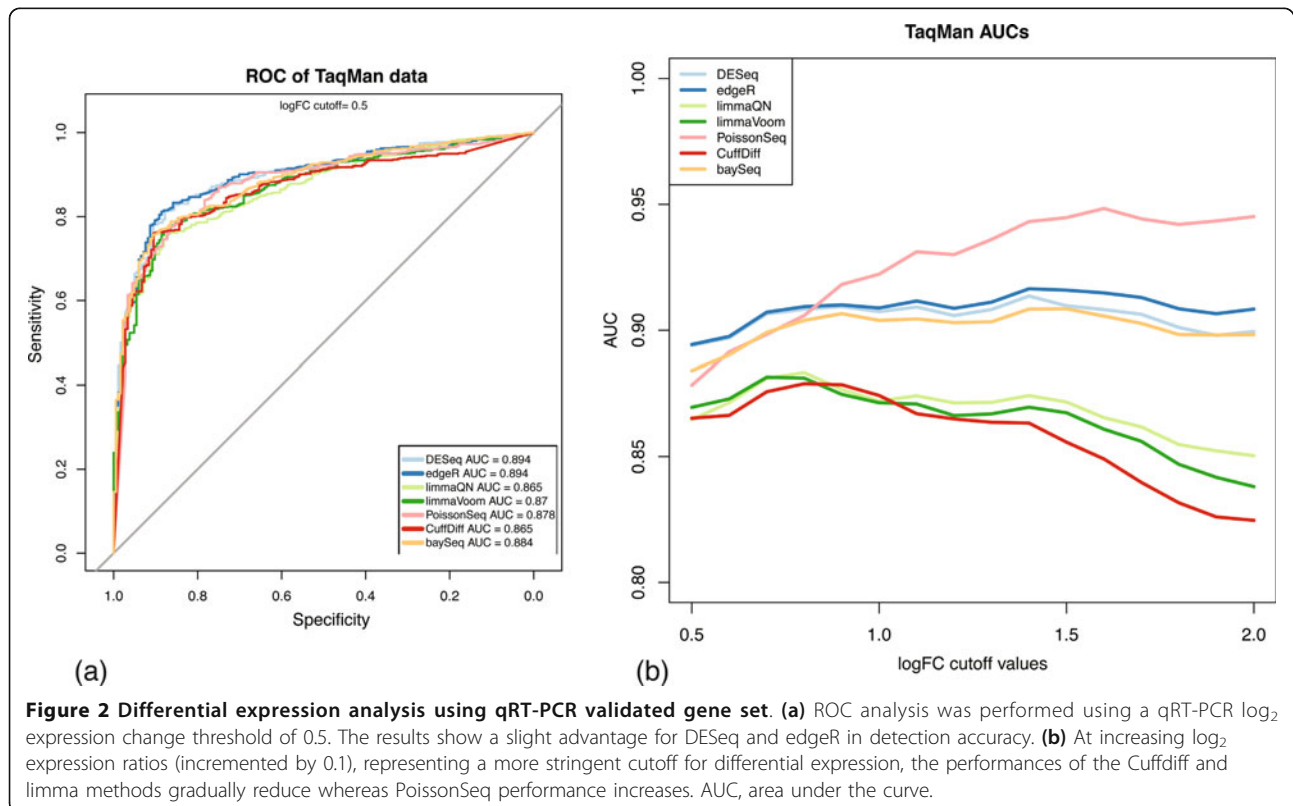 ROC of TaqMan data
logFC cutoff= 0.5
Sensitivity
1.0
0.8
0.6
0.4
0.2
0.0
1.0 0.8 0.6 0.4 0.2 0.0
Specificity
DESeq AUC = 0.894
edgeR AUC = 0.894
limmaQN AUC = 0.865
limmaVoom AUC = 0.87
PoissonSeq AUC = 0.878
CuffDiff AUC = 0.865
baySeq AUC = 0.884
(a)
TaqMan AUCs
DESeq
edgeR
limmaQN
limmaVoom
PoissonSeq
CuffDiff
baySeq
AUC
1.00
0.95
0.90
0.85
0.80
0.5 1.0 1.5 2.0
logFC cutoff values
(b)
Figure 2 Differential expression analysis using qRT-PCR validated gene set. (a) ROC analysis was performed using a qRT-PCR log2
expression change threshold of 0.5. The results show a slight advantage for DESeq and edgeR in detection accuracy. (b) At increasing log2
expression ratios (incremented by 0.1), representing a more stringent cutoff for differential expression, the performances of the Cuffdiff and
limma methods gradually reduce whereas PoissonSeq performance increases. AUC, area under the curve.